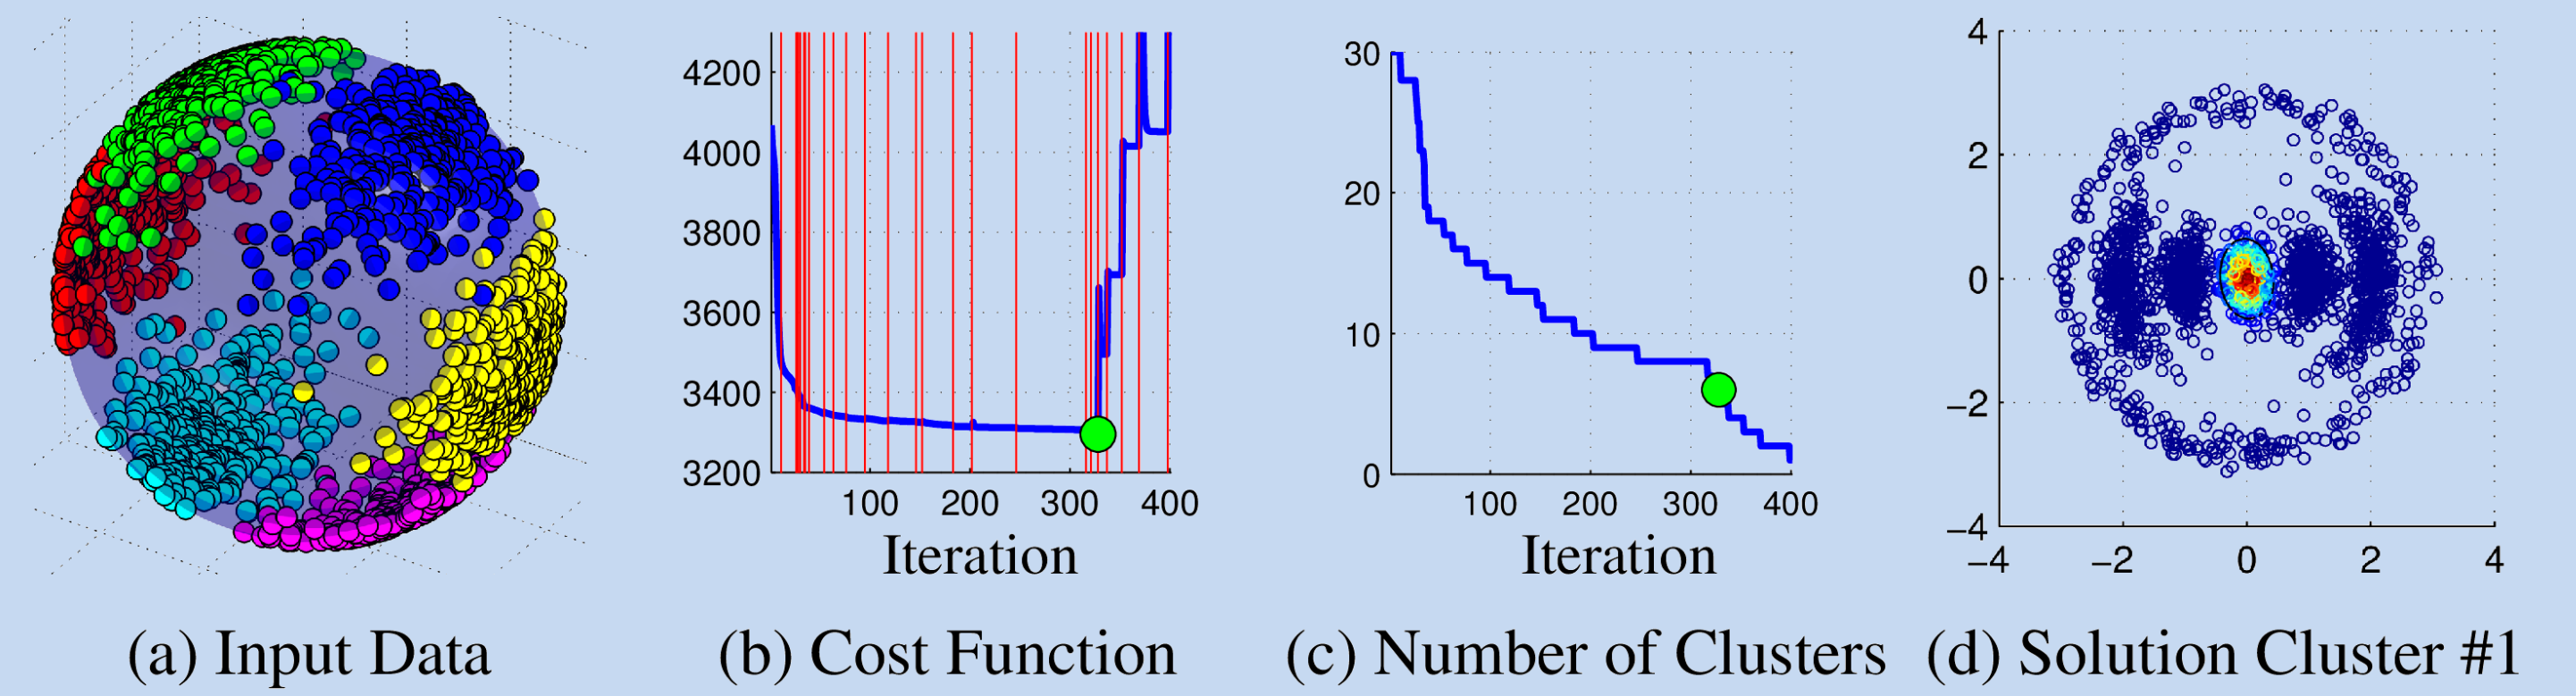 4200
4000
3800
3600
3400
3200
100 200 300 400
Iteration
30
20
10
0
100 200 300 400
Iteration
4
2
0
−2
−4
−4 −2 0 2 4
(a) Input Data
(b) Cost Function
(c) Number of Clusters
(d) Solution Cluster #1